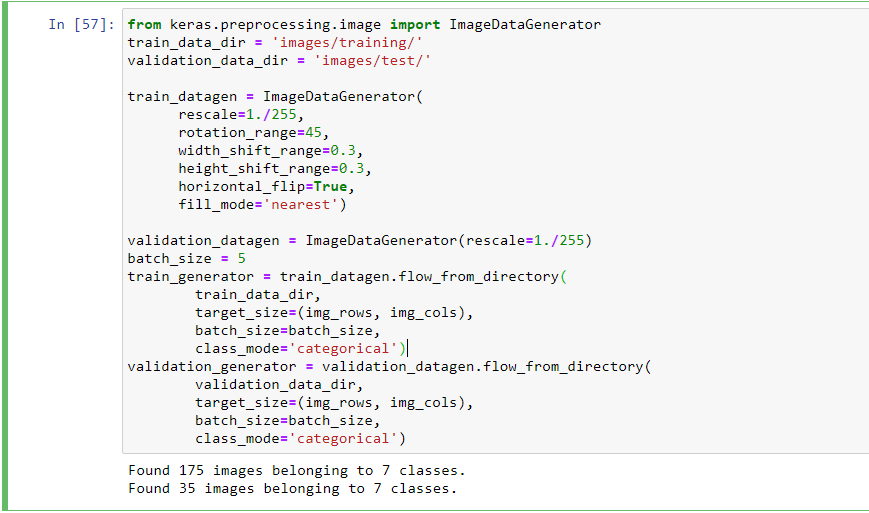 In [57]: from keras.preprocessing.image import ImageDataGenerator
train_data_dir = 'images/training/'
validation_data_dir = 'images/test/'

train_datagen = ImageDataGenerator(
      rescale=1./255,
      rotation_range=45,
      width_shift_range=0.3,
      height_shift_range=0.3,
      horizontal_flip=True,
      fill_mode='nearest')

validation_datagen = ImageDataGenerator(rescale=1./255)
batch_size = 5
train_generator = train_datagen.flow_from_directory(
        train_data_dir,
        target_size=(img_rows, img_cols),
        batch_size=batch_size,
        class_mode='categorical')
validation_generator = validation_datagen.flow_from_directory(
        validation_data_dir,
        target_size=(img_rows, img_cols),
        batch_size=batch_size,
        class_mode='categorical')

Found 175 images belonging to 7 classes.
Found 35 images belonging to 7 classes.